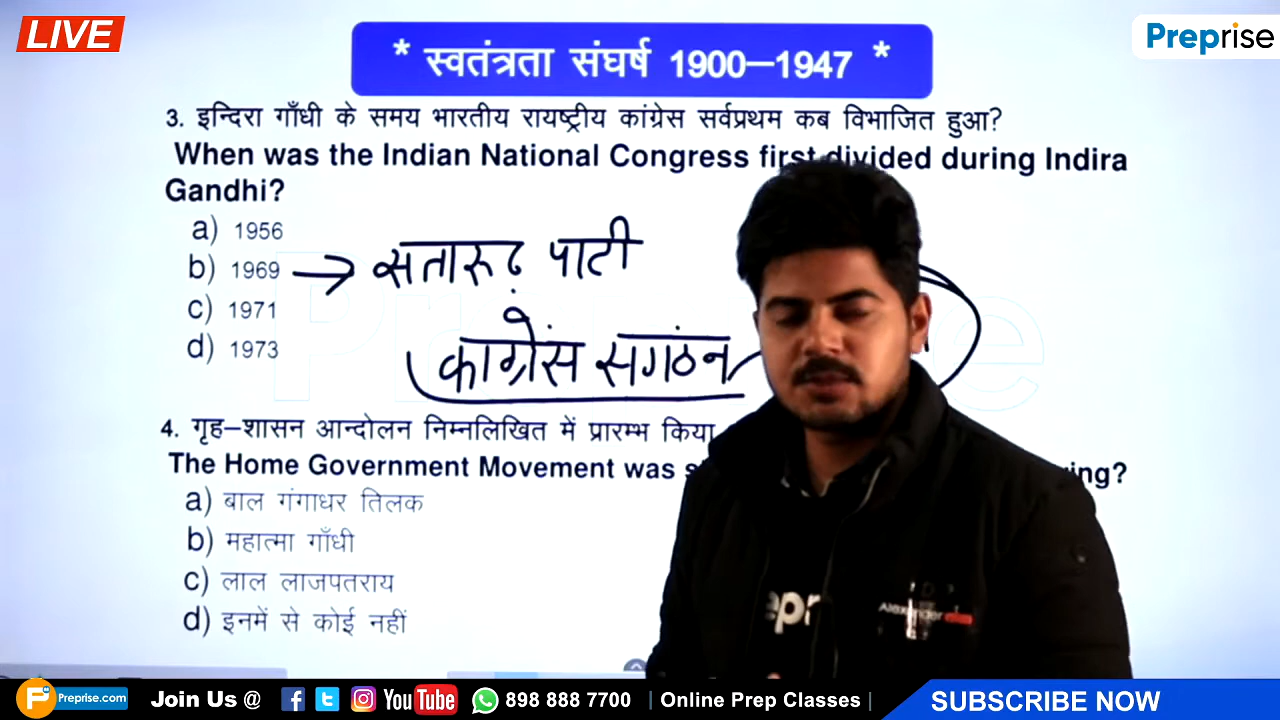 LIVE
Preprise
* स्वतंत्रता संघर्ष 1900–1947 *
3. इन्दिरा गाँधी के समय भारतीय रायष्ट्रीय कांग्रेस सर्वप्रथम कब विभाजित हुआ?
When was the Indian National Congress first divided during Indira
Gandhi?
a) 1956
b) 1969 → सतारूढ़ पार्टी
c) 1971
d) 1973
काग्रेंस सगठंन
4. गृह–शासन आन्दोलन निम्नलिखित में प्रारम्भ किया
The Home Government Movement was
a) बाल गंगाधर तिलक
b) महात्मा गाँधी
c) लाल लाजपतराय
d) इनमें से कोई नहीं
Preprise.com
Join Us @
YouTube
898 888 7700
| Online Prep Classes |
SUBSCRIBE NOW